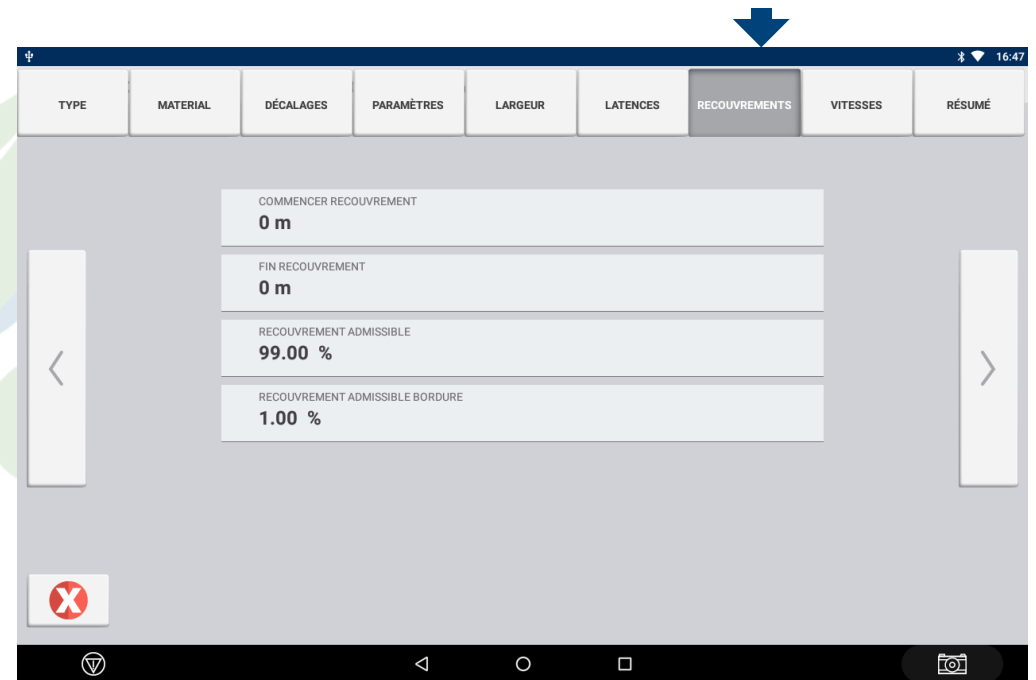 16:47
TYPE
MATERIAL
DÉCALAGES
PARAMÈTRES
LARGEUR
LATENCES
RECOUVREMENTS
VITESSES
RÉSUMÉ
COMMENCER RECOUVREMENT
0 m
FIN RECOUVREMENT
0 m
RECOUVREMENT ADMISSIBLE
99.00 %
RECOUVREMENT ADMISSIBLE BORDURE
1.00 %